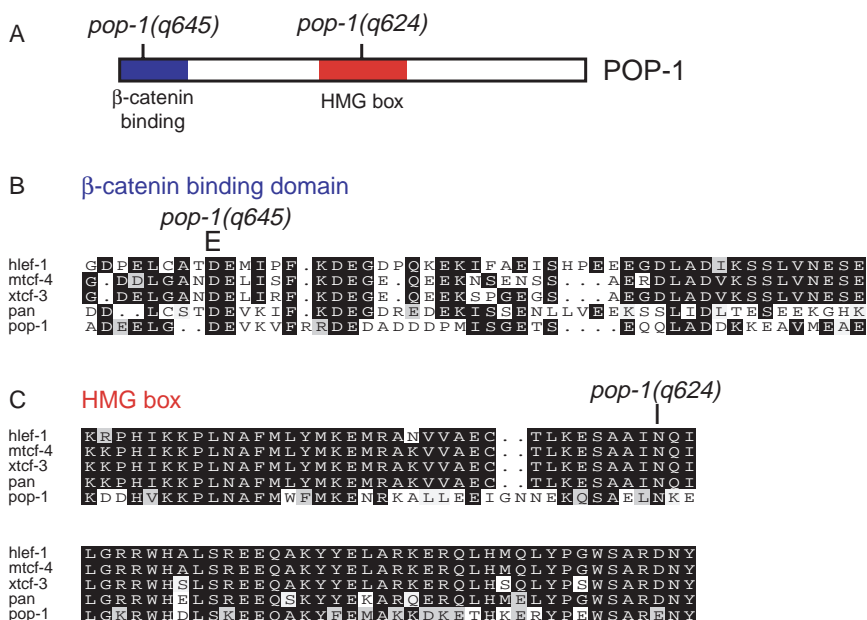 A
pop-1(q645)
pop-1(q624)
POP-1
β-catenin
binding
HMG box
B
β-catenin binding domain
pop-1(q645)
E
hlef-1 GDPELCATDEMIPF.KDEGDPQKEKIFAEISHPEEEGDLADIKSSLVNESE
mtcf-4 G.DDLGANDELISF.KDEGE.QEEKNSENSS...AERDLADVKSSLVNESE
xtcf-3 G.DELGANDELIRF.KDEGE.QEEKSPGEGS...AEGDLADVKSSLVNESE
pan DD..LCSTDEVKIF.KDEGDREDEKISSENLLVEEKSSLIDLTESEEKGHK
pop-1 ADEELG..DEVKVFRRDEDADDDPMISGETS....EQQLADDKKEAVMEAE
C
HMG box
pop-1(q624)
I
hlef-1 KRPHIKKPLNAFMLYMKEMRANVVAEC..TLKESAAINQI
mtcf-4 KKPHIKKPLNAFMLYMKEMRAKVVAEC..TLKESAAINQI
xtcf-3 KKPHIKKPLNAFMLYMKEMRAKVVAEC..TLKESAAINQI
pan KKPHIKKPLNAFMLYMKEMRAKVVAEC..TLKESAAINQI
pop-1 KDDHVKKPLNAFMWFMKENRKALLEEIGNNEKQSAELNKE
hlef-1 LGRRWHALSREEQAKYYELARKERQLHMQLYPGWSARDNY
mtcf-4 LGRRWHALSREEQAKYYELARKERQLHMQLYPGWSARDNY
xtcf-3 LGRRWHSLSREEQAKYYELARKERQLHSQLYPSWSARDNY
pan LGRRWHELSREEQSKYYEKARQERQLHMELYPGWSARDNY
pop-1 LGKRWHDLSKEEQAKYFEMAKKDKETHKERYPEWSARENY